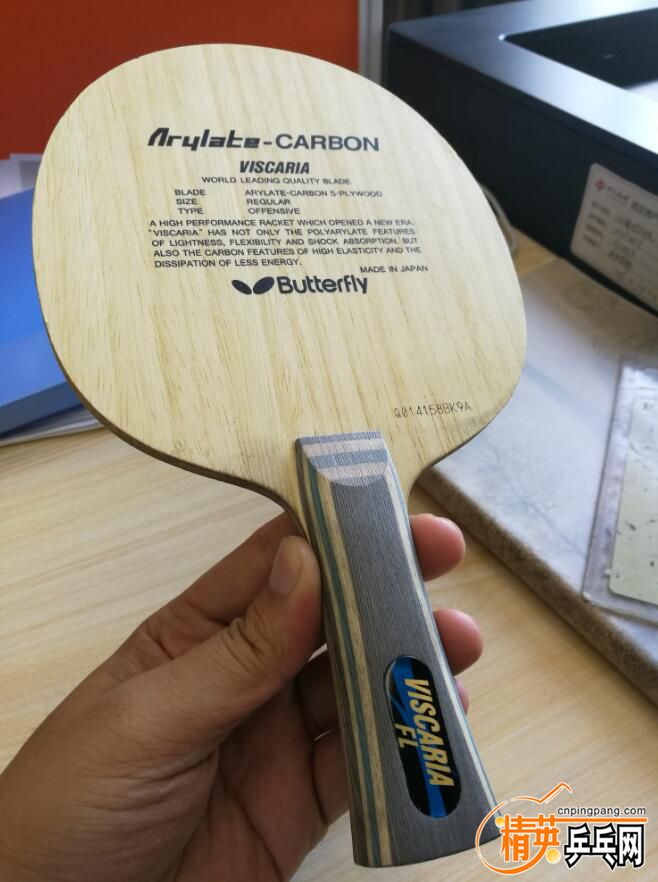 Arylate-CARBON
VISCARIA
WORLD LEADING QUALITY BLADE
BLADE ARYLATE-CARBON 5-PLYWOOD
SIZE REGULAR
TYPE OFFENSIVE
A HIGH PERFORMANCE RACKET WHICH OPENED A NEW ERA.
"VISCARIA" HAS NOT ONLY THE POLYARYLATE FEATURES
OF LIGHTNESS, FLEXIBILITY AND SHOCK ABSORPTION, BUT
ALSO THE CARBON FEATURES OF HIGH ELASTICITY AND THE
DISSIPATION OF LESS ENERGY.
MADE IN JAPAN
Butterfly
Q014158BK9A
VISCARIA
FL
cnpingpang.com
精英乒乓网